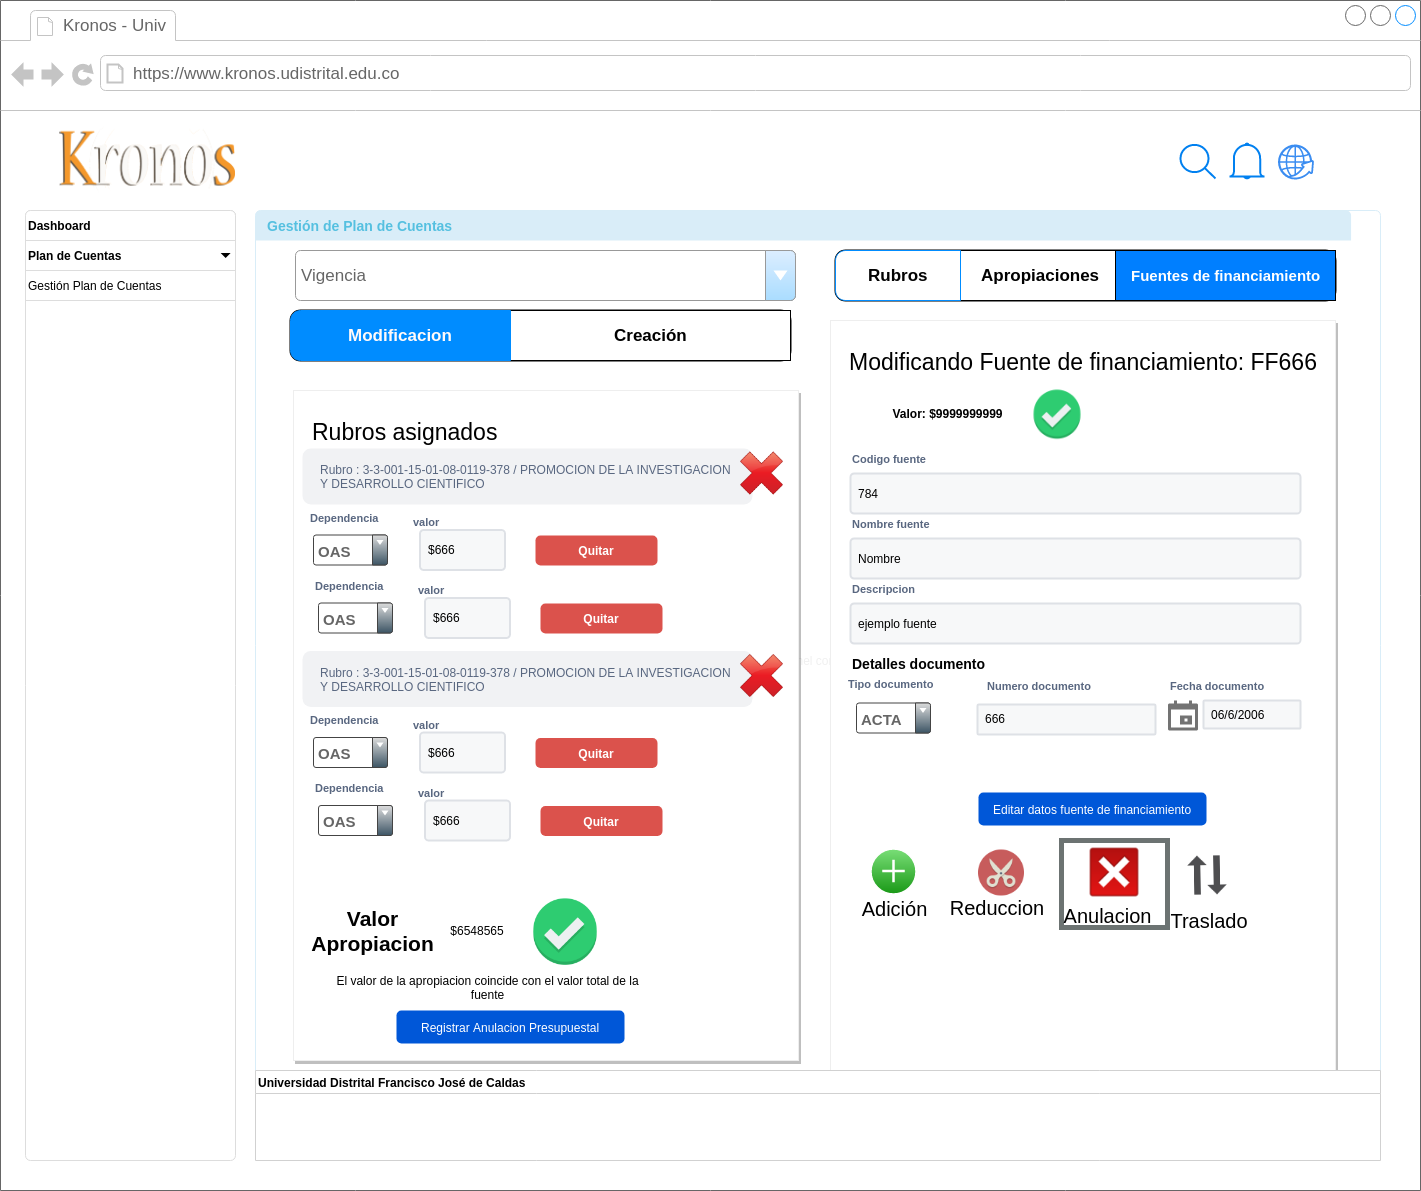 Kronos - Univ
https://www.kronos.udistrital.edu.co
Kronos
Dashboard
Plan de Cuentas
Gestión Plan de Cuentas
Gestión de Plan de Cuentas
Vigencia
Modificacion
Creación
Rubros asignados
Rubro : 3-3-001-15-01-08-0119-378 / PROMOCION DE LA INVESTIGACION
Y DESARROLLO CIENTIFICO
Dependencia
valor
OAS
$666
Quitar
Dependencia
valor
OAS
$666
Quitar
Rubro : 3-3-001-15-01-08-0119-378 / PROMOCION DE LA INVESTIGACION
Y DESARROLLO CIENTIFICO
Dependencia
valor
OAS
$666
Quitar
Dependencia
valor
OAS
$666
Quitar
Valor
Apropiacion
$6548565
El valor de la apropiacion coincide con el valor total de la
fuente
Registrar Anulacion Presupuestal
Rubros
Apropiaciones
Fuentes de financiamiento
Modificando Fuente de financiamiento: FF666
Valor: $9999999999
Codigo fuente
784
Nombre fuente
Nombre
Descripcion
ejemplo fuente
Detalles documento
Tipo documento
Numero documento
Fecha documento
ACTA
666
06/6/2006
Editar datos fuente de financiamiento
Adición
Reduccion
Anulacion
Traslado
Universidad Distrital Francisco José de Caldas